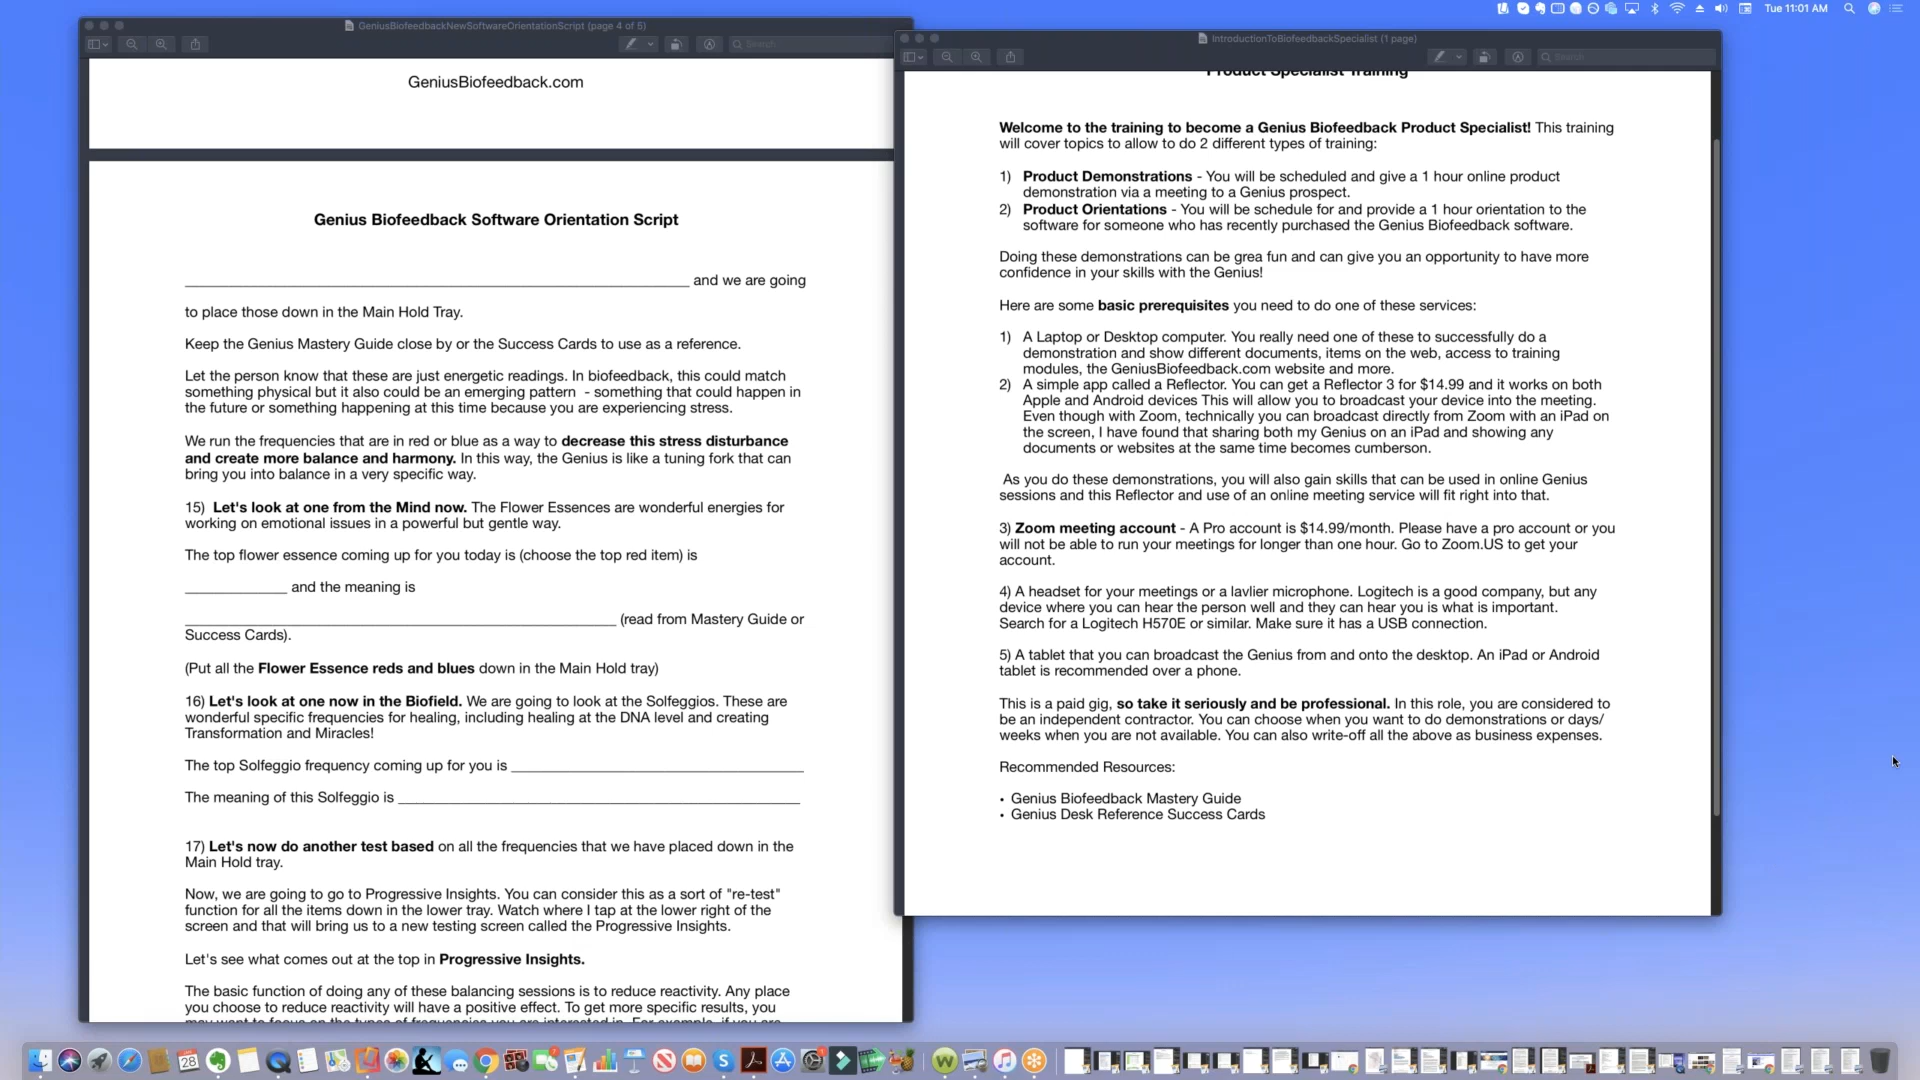 Tue 11:01 AM
GeniusBiofeedbackNewSoftwareOrientationScript (page 4 of 5)
Search
GeniusBiofeedback.com
Genius Biofeedback Software Orientation Script
and we are going
to place those down in the Main Hold Tray.
Keep the Genius Mastery Guide close by or the Success Cards to use as a reference.
Let the person know that these are just energetic readings. In biofeedback, this could match
something physical but it also could be an emerging pattern - something that could happen in
the future or something happening at this time because you are experiencing stress.
We run the frequencies that are in red or blue as a way to decrease this stress disturbance
and create more balance and harmony. In this way, the Genius is like a tuning fork that can
bring you into balance in a very specific way.
15) Let's look at one from the Mind now. The Flower Essences are wonderful energies for
working on emotional issues in a powerful but gentle way.
The top flower essence coming up for you today is (choose the top red item) is
_____________ and the meaning is
(read from Mastery Guide or
Success Cards).
(Put all the Flower Essence reds and blues down in the Main Hold tray)
16) Let's look at one now in the Biofield. We are going to look at the Solfeggios. These are
wonderful specific frequencies for healing, including healing at the DNA level and creating
Transformation and Miracles!
The top Solfeggio frequency coming up for you is
The meaning of this Solfeggio is
17) Let's now do another test based on all the frequencies that we have placed down in the
Main Hold tray.
Now, we are going to go to Progressive Insights. You can consider this as a sort of "re-test"
function for all the items down in the lower tray. Watch where I tap at the lower right of the
screen and that will bring us to a new testing screen called the Progressive Insights.
Let's see what comes out at the top in Progressive Insights.
The basic function of doing any of these balancing sessions is to reduce reactivity. Any place
you choose to reduce reactivity will have a positive effect. To get more specific results, you
may want to focus on the types of frequencies you are interested in. For example, if you are
IntroductionToBiofeedbackSpecialist (1 page)
Search
Product Specialist Training
Welcome to the training to become a Genius Biofeedback Product Specialist! This training
will cover topics to allow to do 2 different types of training:
1) Product Demonstrations - You will be scheduled and give a 1 hour online product
demonstration via a meeting to a Genius prospect.
2) Product Orientations - You will be schedule for and provide a 1 hour orientation to the
software for someone who has recently purchased the Genius Biofeedback software.
Doing these demonstrations can be grea fun and can give you an opportunity to have more
confidence in your skills with the Genius!
Here are some basic prerequisites you need to do one of these services:
1) A Laptop or Desktop computer. You really need one of these to successfully do a
demonstration and show different documents, items on the web, access to training
modules, the GeniusBiofeedback.com website and more.
2) A simple app called a Reflector. You can get a Reflector 3 for $14.99 and it works on both
Apple and Android devices This will allow you to broadcast your device into the meeting.
Even though with Zoom, technically you can broadcast directly from Zoom with an iPad on
the screen, I have found that sharing both my Genius on an iPad and showing any
documents or websites at the same time becomes cumberson.
As you do these demonstrations, you will also gain skills that can be used in online Genius
sessions and this Reflector and use of an online meeting service will fit right into that.
3) Zoom meeting account - A Pro account is $14.99/month. Please have a pro account or you
will not be able to run your meetings for longer than one hour. Go to Zoom.US to get your
account.
4) A headset for your meetings or a lavlier microphone. Logitech is a good company, but any
device where you can hear the person well and they can hear you is what is important.
Search for a Logitech H570E or similar. Make sure it has a USB connection.
5) A tablet that you can broadcast the Genius from and onto the desktop. An iPad or Android
tablet is recommended over a phone.
This is a paid gig, so take it seriously and be professional. In this role, you are considered to
be an independent contractor. You can choose when you want to do demonstrations or days/
weeks when you are not available. You can also write-off all the above as business expenses.
Recommended Resources:
• Genius Biofeedback Mastery Guide
• Genius Desk Reference Success Cards
28